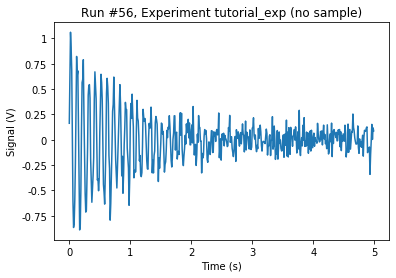 Run #56, Experiment tutorial_exp (no sample)
Signal (V)
1
0.75
0.5
0.25
0
-0.25
-0.5
-0.75
0 1 2 3 4 5
Time (s)